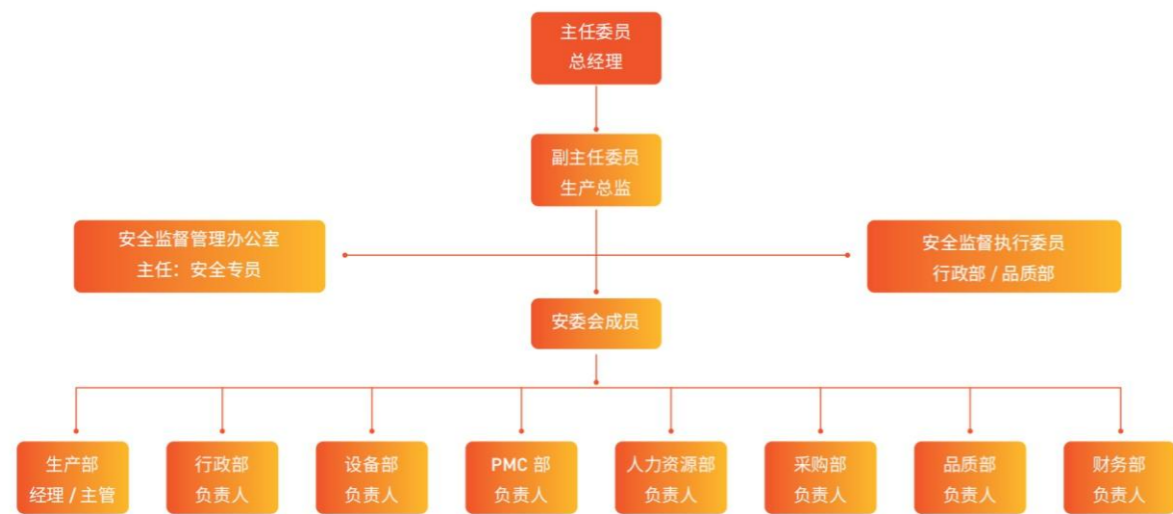 主任委员
总经理
副主任委员
生产总监
安全监督管理办公室
主任：安全专员
安全监督执行委员
行政部 / 品质部
安委会成员
生产部
经理 / 主管
行政部
负责人
设备部
负责人
PMC 部
负责人
人力资源部
负责人
采购部
负责人
品质部
负责人
财务部
负责人